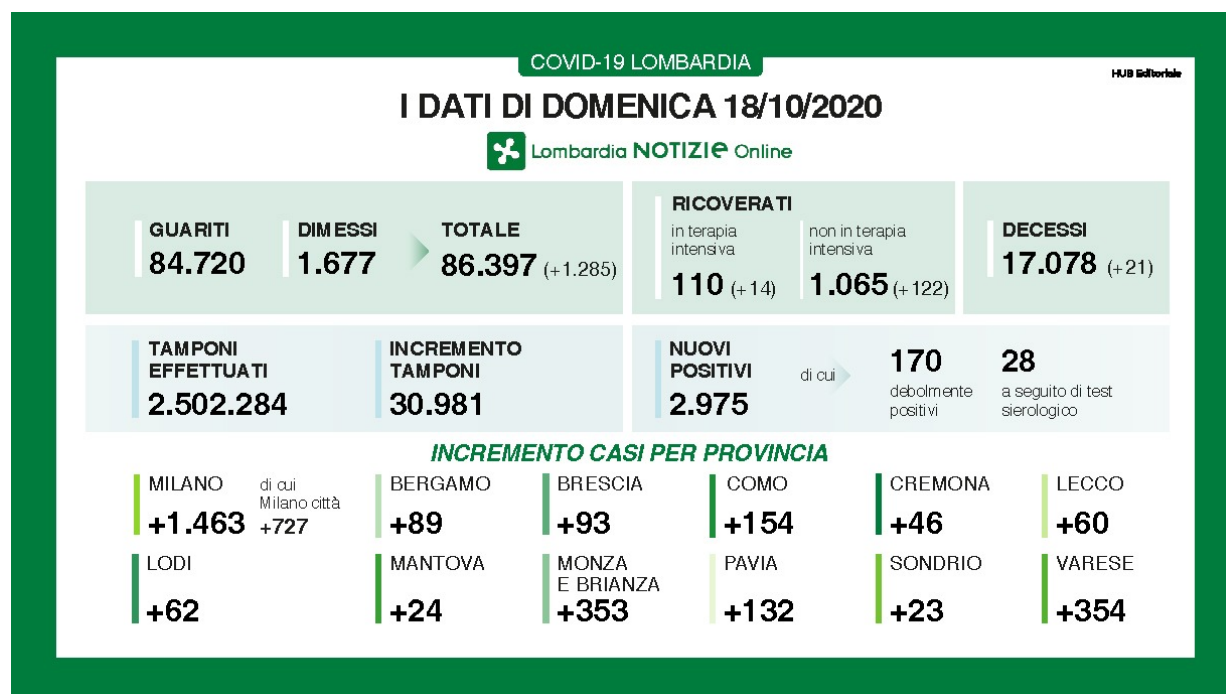 COVID-19 LOMBARDIA
HUB Editoriale
I DATI DI DOMENICA 18/10/2020
Lombardia NOTIZIE Online
GUARITI
84.720
DIMESSI
1.677
TOTALE
86.397 (+1.285)
RICOVERATI
in terapia
intensiva
110 (+14)
non in terapia
intensiva
1.065 (+122)
DECESSI
17.078 (+21)
TAMPONI
EFFETTUATI
2.502.284
INCREMENTO
TAMPONI
30.981
NUOVI
POSITIVI
2.975
di cui
170
debolmente
positivi
28
a seguito di test
sierologico
INCREMENTO CASI PER PROVINCIA
MILANO
+1.463
di cui
Milano città
+727
BERGAMO
+89
BRESCIA
+93
COMO
+154
CREMONA
+46
LECCO
+60
LODI
+62
MANTOVA
+24
MONZA
E BRIANZA
+353
PAVIA
+132
SONDRIO
+23
VARESE
+354